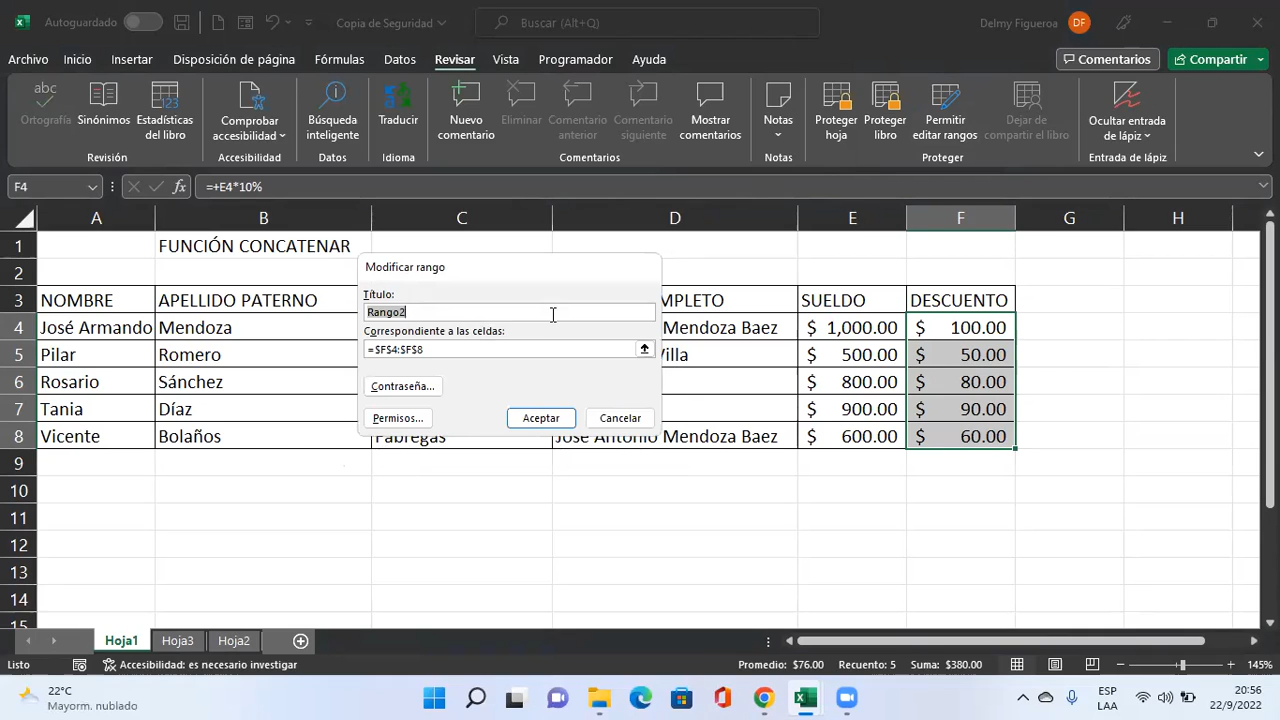 Autoguardado
Copia de Seguridad
Buscar (Alt+Q)
Delmy Figueroa
DF
Archivo Inicio Insertar Disposición de página Fórmulas Datos Revisar Vista Programador Ayuda
Comentarios
Compartir
Ortografía
Sinónimos
Estadísticas del libro
Revisión
Comprobar accesibilidad
Accesibilidad
Búsqueda inteligente
Datos
Traducir
Idioma
Nuevo comentario
Eliminar
Comentario anterior
Comentario siguiente
Mostrar comentarios
Comentarios
Notas
Notas
Proteger hoja
Proteger libro
Permitir editar rangos
Dejar de compartir el libro
Proteger
Ocultar entrada de lápiz
Entrada de lápiz
F4
fx
=+E4*10%
A B C D E F G H
1 FUNCIÓN CONCATENAR
2
3 NOMBRE APELLIDO PATERNO MPLETO SUELDO DESCUENTO
4 José Armando Mendoza Mendoza Baez $ 1,000.00 $ 100.00
5 Pilar Romero Villa $ 500.00 $ 50.00
6 Rosario Sánchez $ 800.00 $ 80.00
7 Tania Díaz $ 900.00 $ 90.00
8 Vicente Bolaños Fabregas José Antonio Mendoza Baez $ 600.00 $ 60.00
9
10
11
12
13
14
15
Modificar rango
Título:
Rango2
Correspondiente a las celdas:
=$F$4:$F$8
Contraseña...
Permisos...
Aceptar
Cancelar
Hoja1 Hoja3 Hoja2
Listo
Accesibilidad: es necesario investigar
Promedio: $76.00 Recuento: 5 Suma: $380.00
145%
22°C
Mayorm. nublado
ESP
LAA
20:56
22/9/2022